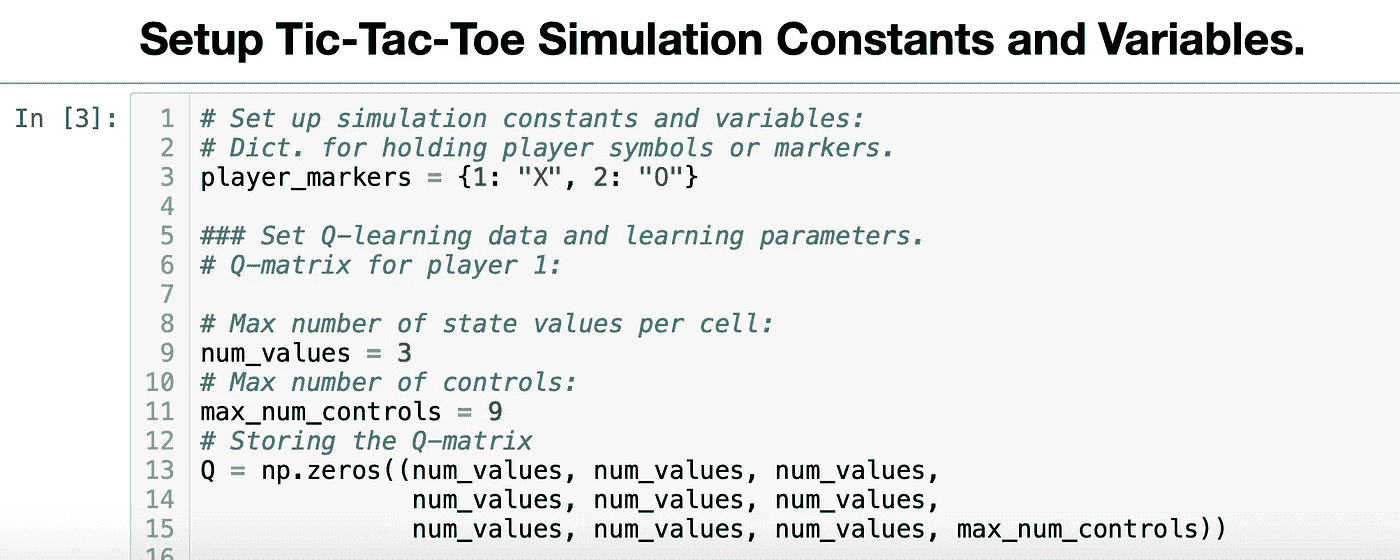 Setup Tic-Tac-Toe Simulation Constants and Variables.
In [3]:
1 # Set up simulation constants and variables:
2 # Dict. for holding player symbols or markers.
3 player_markers = {1: "X", 2: "O"}
4
5 ### Set Q-learning data and learning parameters.
6 # Q-matrix for player 1:
7
8 # Max number of state values per cell:
9 num_values = 3
10 # Max number of controls:
11 max_num_controls = 9
12 # Storing the Q-matrix
13 Q = np.zeros((num_values, num_values, num_values,
14 num_values, num_values, num_values,
15 num_values, num_values, num_values, max_num_controls))
16